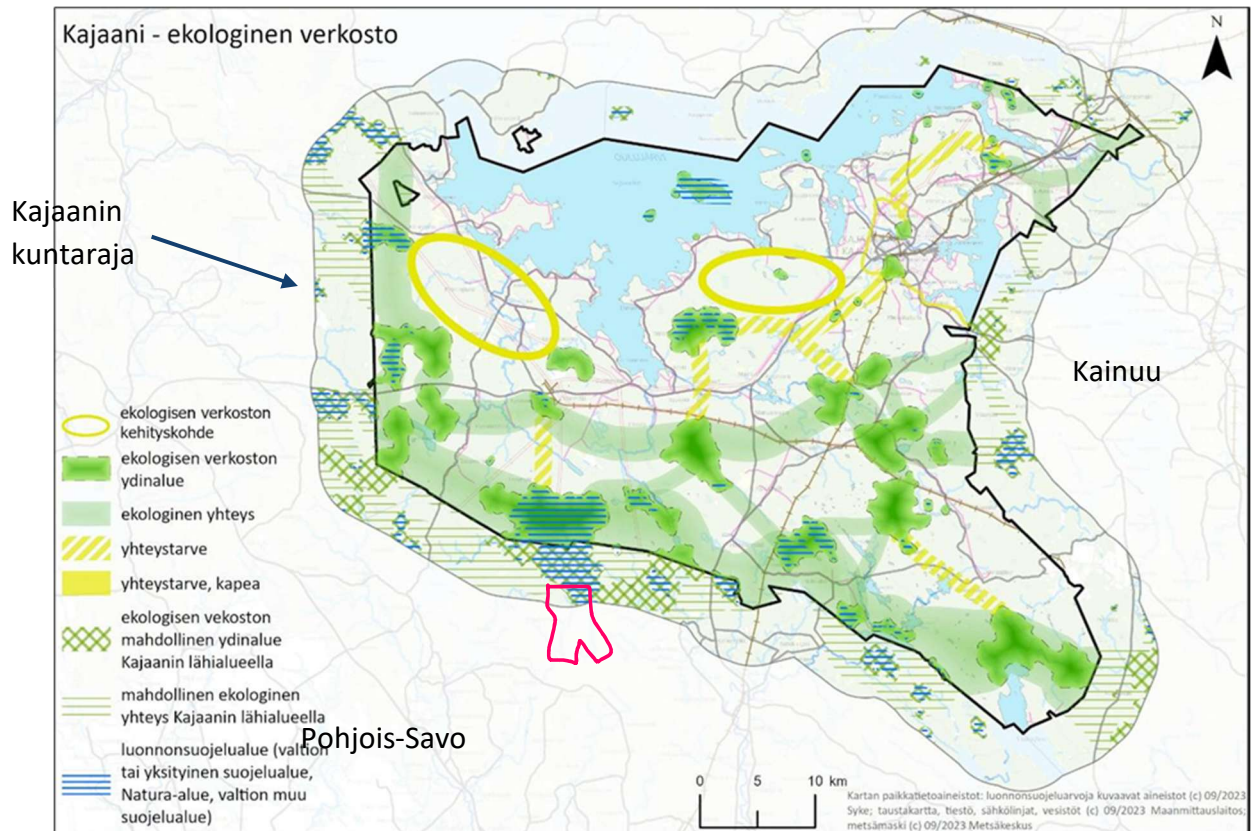 Kajaani - ekologinen verkosto
N
Kajaanin
kuntaraja
Kainuu
ekologisen verkoston
kehityskohde
ekologisen verkoston
ydinalue
ekologinen yhteys
yhteystarve
yhteystarve, kapea
ekologisen vekoston
mahdollinen ydinalue
Kajaanin lähialueella
mahdollinen ekologinen
yhteys Kajaanin lähialueella
Pohjois-Savo
luonnonsuojelualue (valtion
tai yksityinen suojelualue,
Natura-alue, valtion muu
suojelualue)
0 5 10 km
Kartan paikkatietoaineistot: luonnonsuojeluarvoja kuvaavat aineistot (c) 09/2023
Syke; taustakartta, tiestö, sähkölinjat, vesistöt (c) 09/2023 Maanmittauslaitos;
metsämaski (c) 09/2023 Metsäkeskus